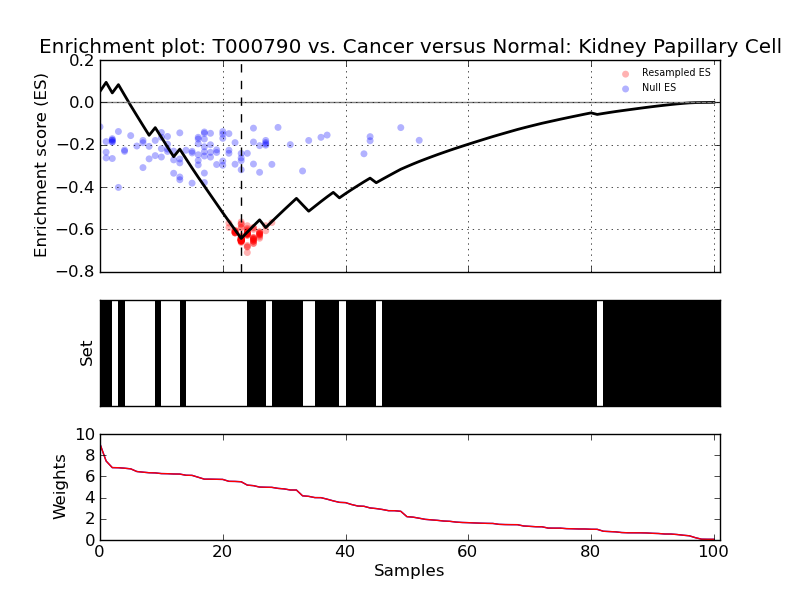 Enrichment plot: T000790 vs. Cancer versus Normal: Kidney Papillary Cell
0.2
0.0
−0.2
−0.4
−0.6
−0.8
Enrichment score (ES)
Resampled ES
Null ES
Set
10
8
6
4
2
0
Weights
0
20
40
60
80
100
Samples